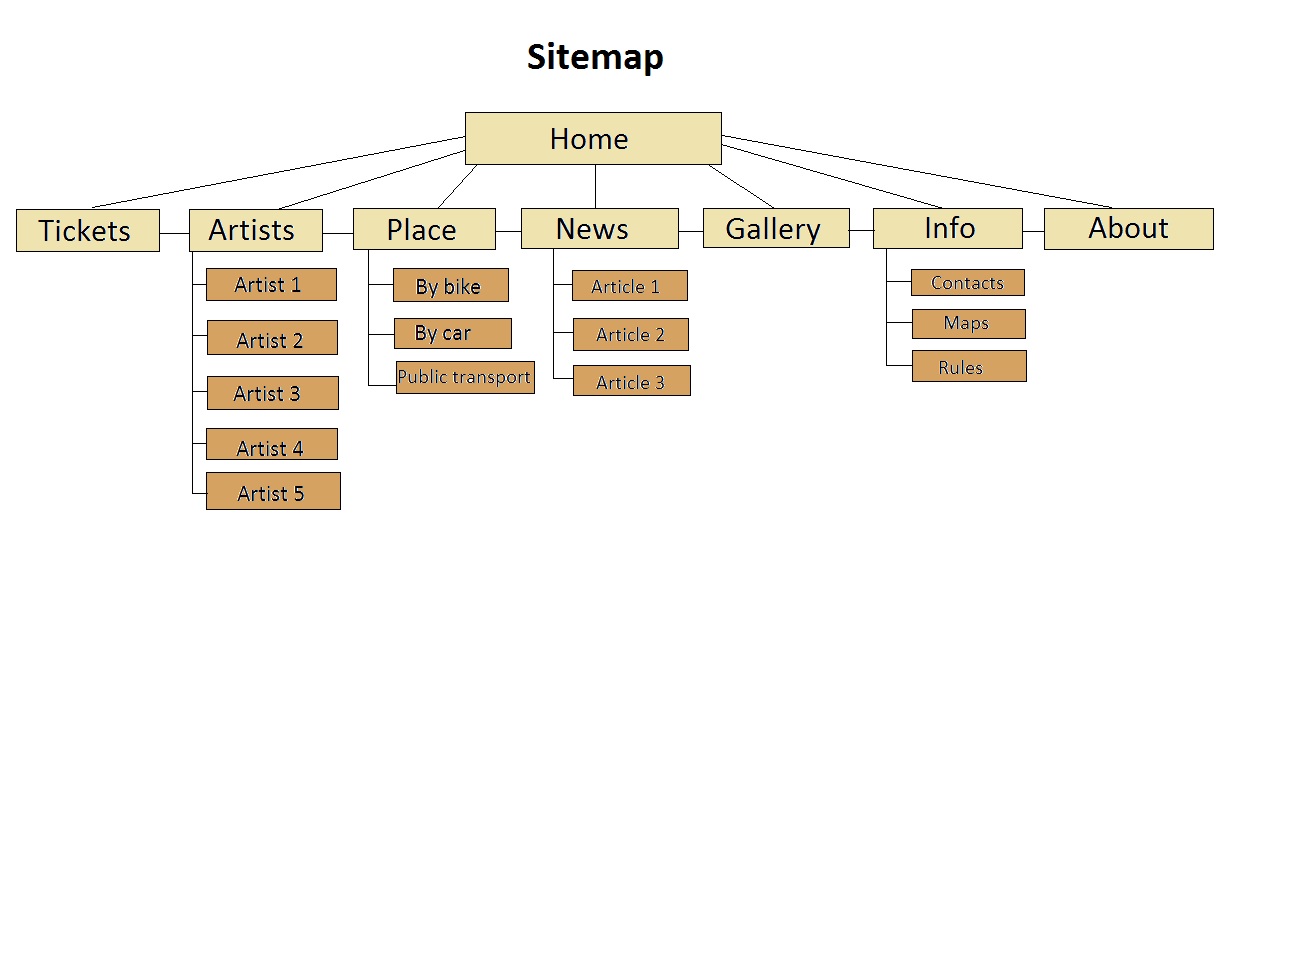 Sitemap
Home
Tickets
Artists
Place
News
Gallery
Info
About
Artist 1
Artist 2
Artist 3
Artist 4
Artist 5
By bike
By car
Public transport
Article 1
Article 2
Article 3
Contacts
Maps
Rules